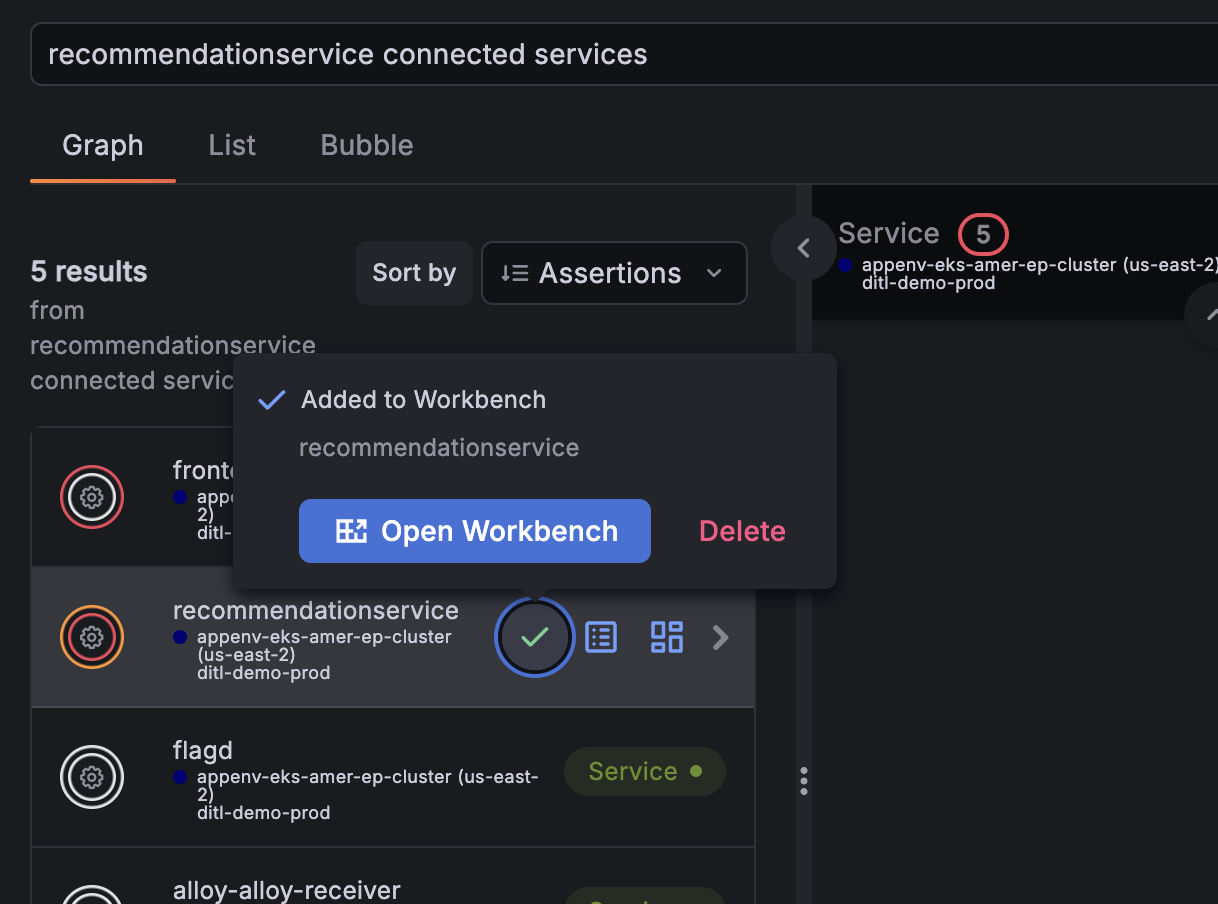 recommendationservice connected services
Graph
List
Bubble
5 results
from
recommendationservice
connected servic
Sort by
Assertions
Service 5
appenv-eks-amer-ep-cluster (us-east-2)
ditl-demo-prod
Added to Workbench
recommendationservice
Open Workbench
Delete
fronte
appe
2)
ditl-
recommendationservice
appenv-eks-amer-ep-cluster
(us-east-2)
ditl-demo-prod
flagd
appenv-eks-amer-ep-cluster (us-east-
2)
ditl-demo-prod
Service
alloy-alloy-receiver